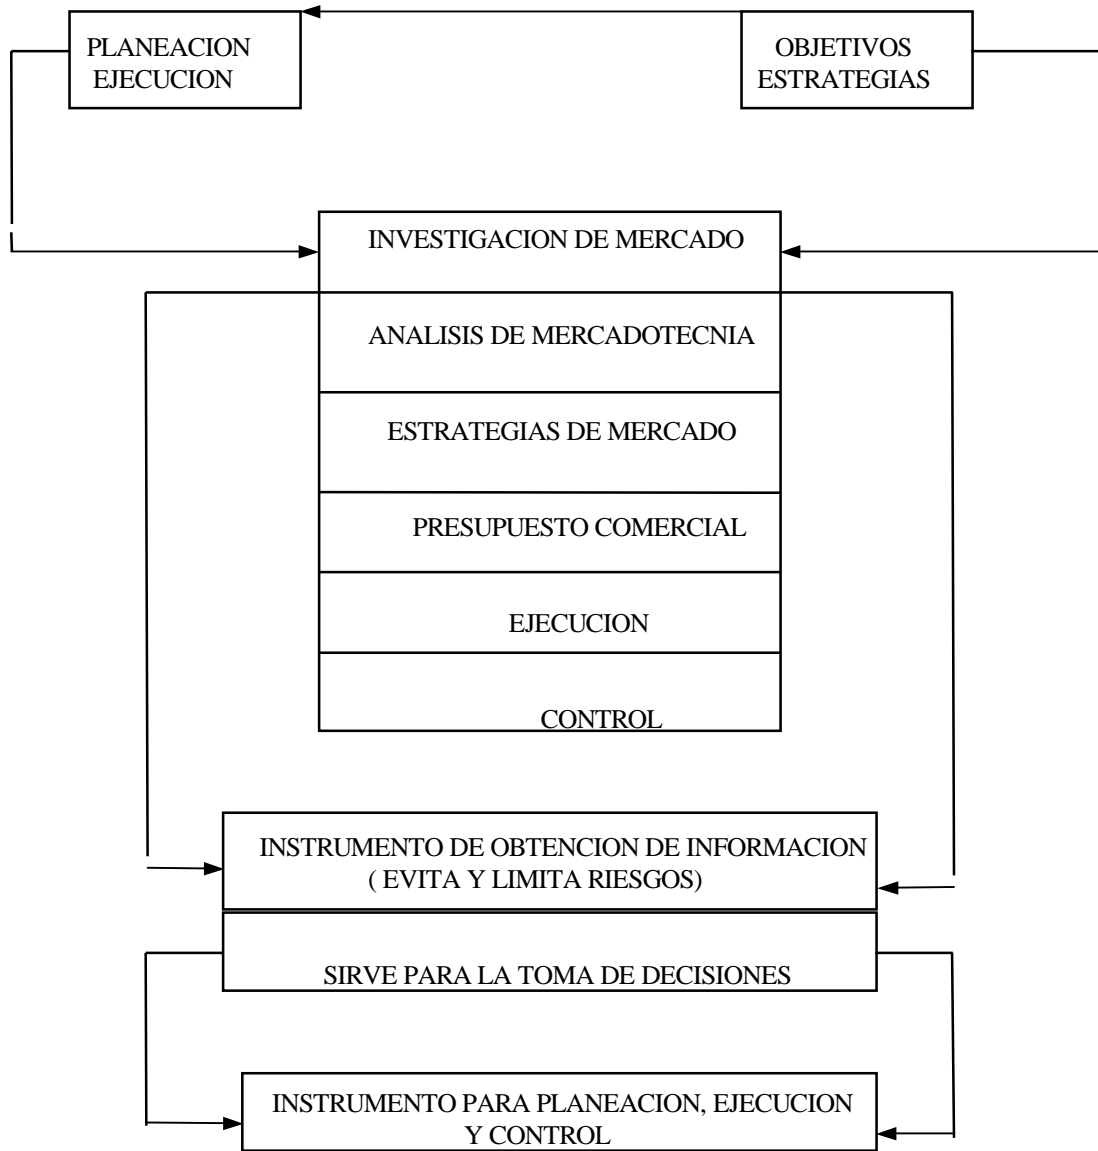 PLANEACION
EJECUCION
OBJETIVOS
ESTRATEGIAS
INVESTIGACION DE MERCADO
ANALISIS DE MERCADOTECNIA
ESTRATEGIAS DE MERCADO
PRESUPUESTO COMERCIAL
EJECUCION
CONTROL
INSTRUMENTO DE OBTENCION DE INFORMACION
( EVITA Y LIMITA RIESGOS)
SIRVE PARA LA TOMA DE DECISIONES
INSTRUMENTO PARA PLANEACION, EJECUCION
Y CONTROL